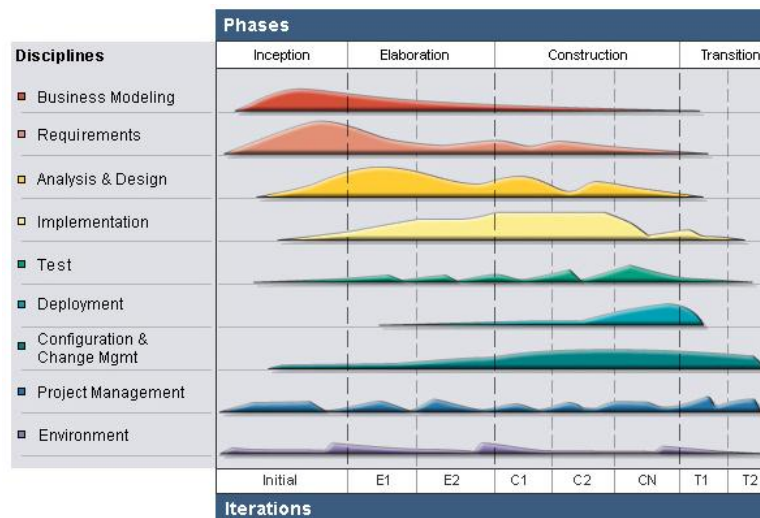 Phases
Disciplines
Inception
Elaboration
Construction
Transition
Business Modeling
Requirements
Analysis & Design
Implementation
Test
Deployment
Configuration &
Change Mgmt
Project Management
Environment
Initial
E1
E2
C1
C2
CN
T1
T2
Iterations